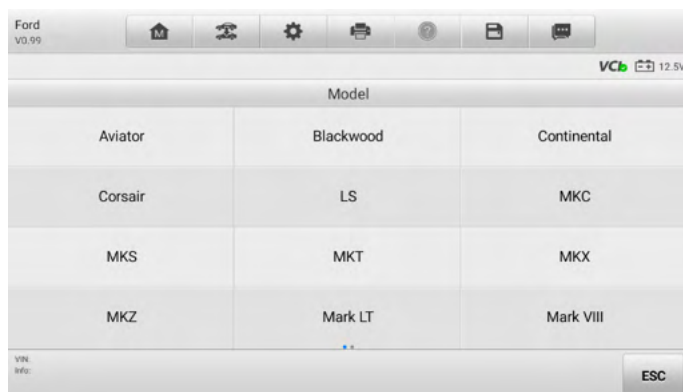 Ford
V0.99
M
VCI 12.5V
Model
Aviator Blackwood Continental
Corsair LS MKC
MKS MKT MKX
MKZ Mark LT Mark VIII
VIN:
Info:
ESC